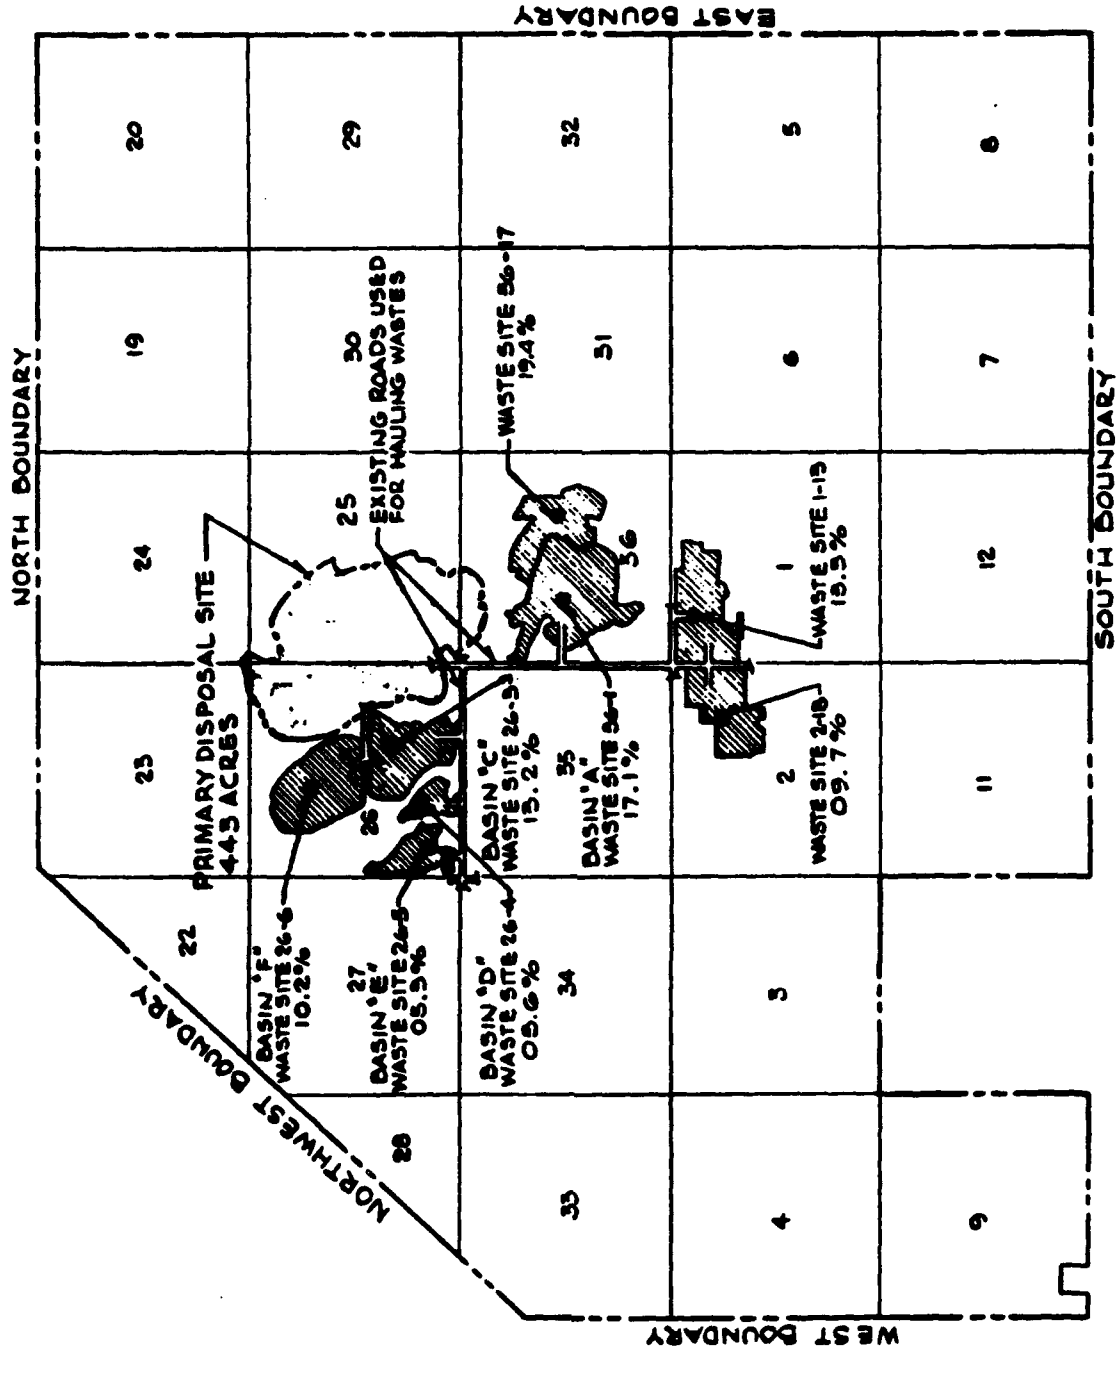 NORTH BOUNDARY
NORTHWEST BOUNDARY
22
23
24
19
20
PRIMARY DISPOSAL SITE
443 ACRES
BASIN "F"
WASTE SITE 26-6
10.2%
28
27
26
25
30
29
EXISTING ROADS USED
FOR HAULING WASTES
BASIN "E"
WASTE SITE 26-5
05.5%
BASIN "D"
WASTE SITE 26-4
05.6%
BASIN "C"
WASTE SITE 26-3
13.2%
WASTE SITE 36-17
19.4%
33
34
35
36
31
32
BASIN "A"
WASTE SITE 36-1
17.1%
4
3
2
1
6
5
WASTE SITE 2-18
09.7%
WASTE SITE 1-13
13.5%
9
11
12
7
8
WEST BOUNDARY
EAST BOUNDARY
SOUTH BOUNDARY